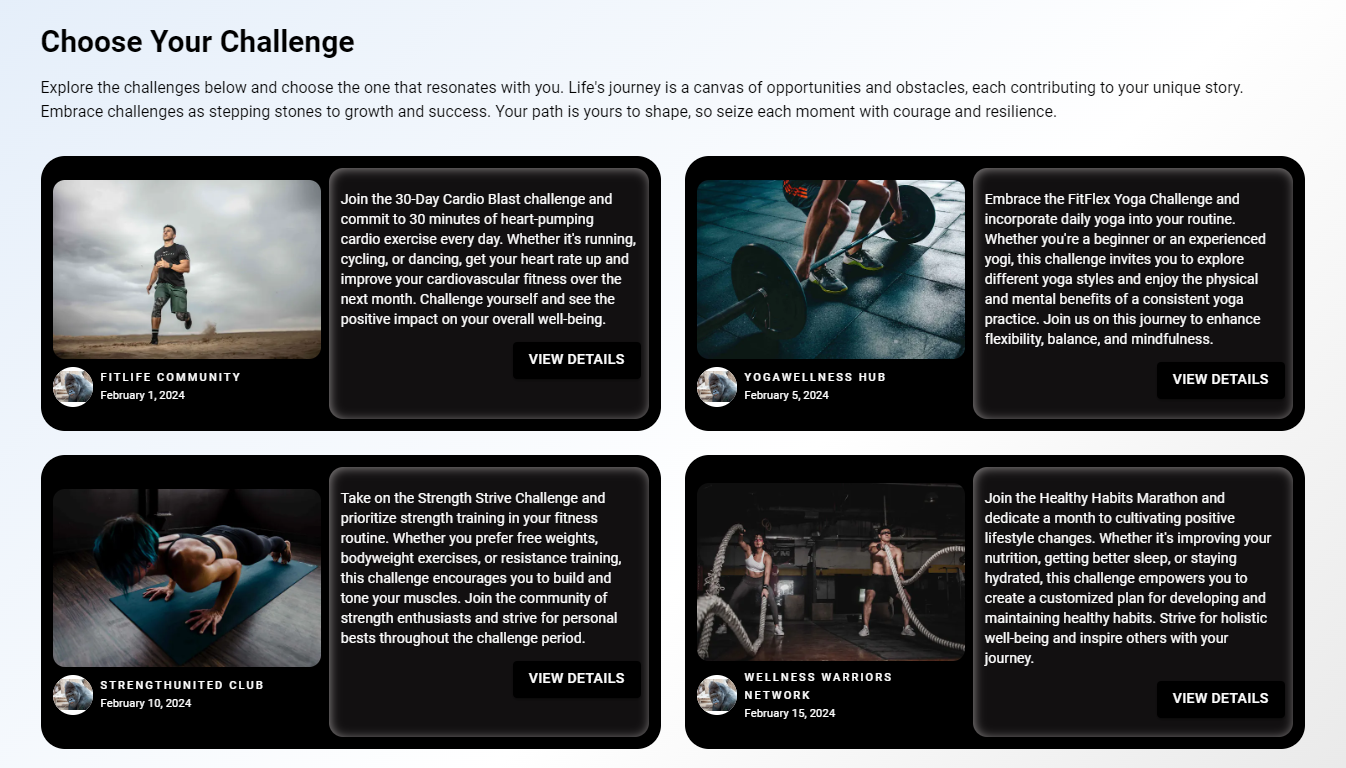 Choose Your Challenge
Explore the challenges below and choose the one that resonates with you. Life's journey is a canvas of opportunities and obstacles, each contributing to your unique story.
Embrace challenges as stepping stones to growth and success. Your path is yours to shape, so seize each moment with courage and resilience.
Join the 30-Day Cardio Blast challenge and
commit to 30 minutes of heart-pumping
cardio exercise every day. Whether it's running,
cycling, or dancing, get your heart rate up and
improve your cardiovascular fitness over the
next month. Challenge yourself and see the
positive impact on your overall well-being.
VIEW DETAILS
FITLIFE COMMUNITY
February 1, 2024
Embrace the FitFlex Yoga Challenge and
incorporate daily yoga into your routine.
Whether you're a beginner or an experienced
yogi, this challenge invites you to explore
different yoga styles and enjoy the physical
and mental benefits of a consistent yoga
practice. Join us on this journey to enhance
flexibility, balance, and mindfulness.
VIEW DETAILS
YOGAWELLNESS HUB
February 5, 2024
Take on the Strength Strive Challenge and
prioritize strength training in your fitness
routine. Whether you prefer free weights,
bodyweight exercises, or resistance training,
this challenge encourages you to build and
tone your muscles. Join the community of
strength enthusiasts and strive for personal
bests throughout the challenge period.
VIEW DETAILS
STRENGTHUNITED CLUB
February 10, 2024
Join the Healthy Habits Marathon and
dedicate a month to cultivating positive
lifestyle changes. Whether it's improving your
nutrition, getting better sleep, or staying
hydrated, this challenge empowers you to
create a customized plan for developing and
maintaining healthy habits. Strive for holistic
well-being and inspire others with your
journey.
VIEW DETAILS
WELLNESS WARRIORS
NETWORK
February 15, 2024